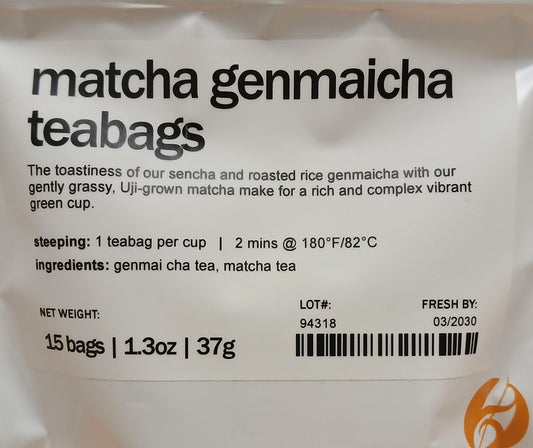 matcha genmaicha
teabags
The toastiness of our sencha and roasted rice genmaicha with our
gently grassy, Uji-grown matcha make for a rich and complex vibrant
green cup.
steeping: 1 teabag per cup | 2 mins @ 180°F/82°C
ingredients: genmai cha tea, matcha tea
NET WEIGHT:
15 bags | 1.3oz | 37g
LOT#: FRESH BY:
94318 03/2030